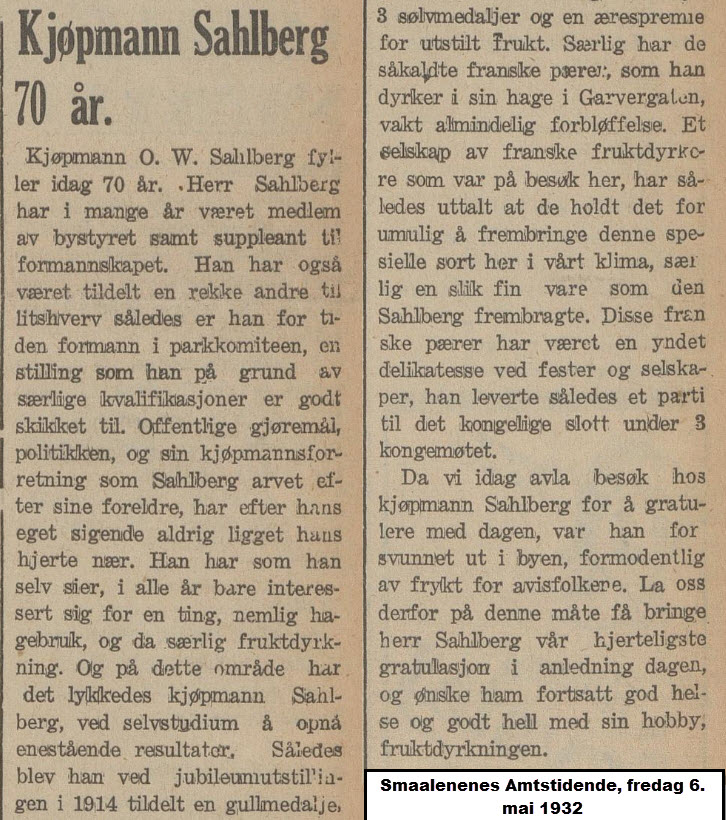 Kjøpmann Sahlberg
70 år.
Kjøpmann O. W. Sahlberg fyl-
ler idag 70 år. Herr Sahlberg
har i mange år været medlem
av bystyret samt suppleant til
formannskapet. Han har også
været tildelt en rekke andre til
litshverv således er han for ti-
den formann i parkkomiteen, en
stilling som han på grund av
særlige kvalifikasjoner er godt
skikket til. Offentlige gjøremål,
politikken, og sin kjøpmannsfor-
retning som Sahlberg arvet ef-
ter sine foreldre, har efter hans
eget sigende aldrig ligget hans
hjerte nær. Han har som han
selv sier, i alle år bare interes-
sert sig for en ting, nemlig ha-
gebruk, og da særlig fruktdyrk-
ning. Og på dette område har
det lykkedes kjøpmann Sahl-
berg, ved selvstudium å opnå
enestående resultater. Således
blev han ved jubileumutstillin-
gen i 1914 tildelt en gullmedalje,
3 sølvmedaljer og en ærespremie
for utstilt frukt. Særlig har de
såkaldte franske pærer, som han
dyrker i sin hage i Garvergaten,
vakt almindelig forbløffelse. Et
selskap av franske fruktdyrke-
re som var på besøk her, har så-
ledes uttalt at de holdt det for
umulig å frembringe denne spe-
sielle sort her i vårt klima, sær
lig en slik fin vare som den
Sahlberg frembragte. Disse fran
ske pærer har været en yndet
delikatesse ved fester og selska-
per, han leverte således et parti
til det kongelige slott under 3
kongemøtet.
Da vi idag avla besøk hos
kjøpmann Sahlberg for å gratu-
lere med dagen, var han for
svunnet ut i byen, formodentlig
av frykt for avisfolkene. La oss
derfor på denne måte få bringe
herr Sahlberg vår hjerteligste
gratulasjon i anledning dagen,
og ønske ham fortsatt god hel-
se og godt hell med sin hobby,
fruktdyrkningen.
Smaalenenes Amtstidende, fredag 6.
mai 1932